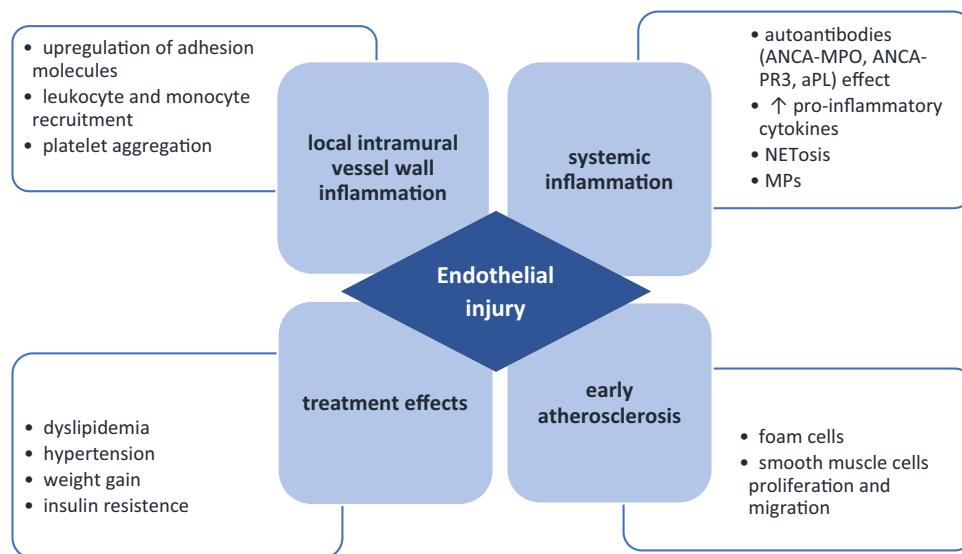 • upregulation of adhesion
molecules
• leukocyte and monocyte
recruitment
• platelet aggregation
local intramural
vessel wall
inflammation
systemic
inflammation
• autoantibodies
(ANCA-MPO, ANCA-
PR3, aPL) effect
• ↑ pro-inflammatory
cytokines
• NETosis
• MPs
Endothelial
injury
• dyslipidemia
• hypertension
• weight gain
• insulin resistance
treatment effects
early
atherosclerosis
• foam cells
• smooth muscle cells
proliferation and
migration